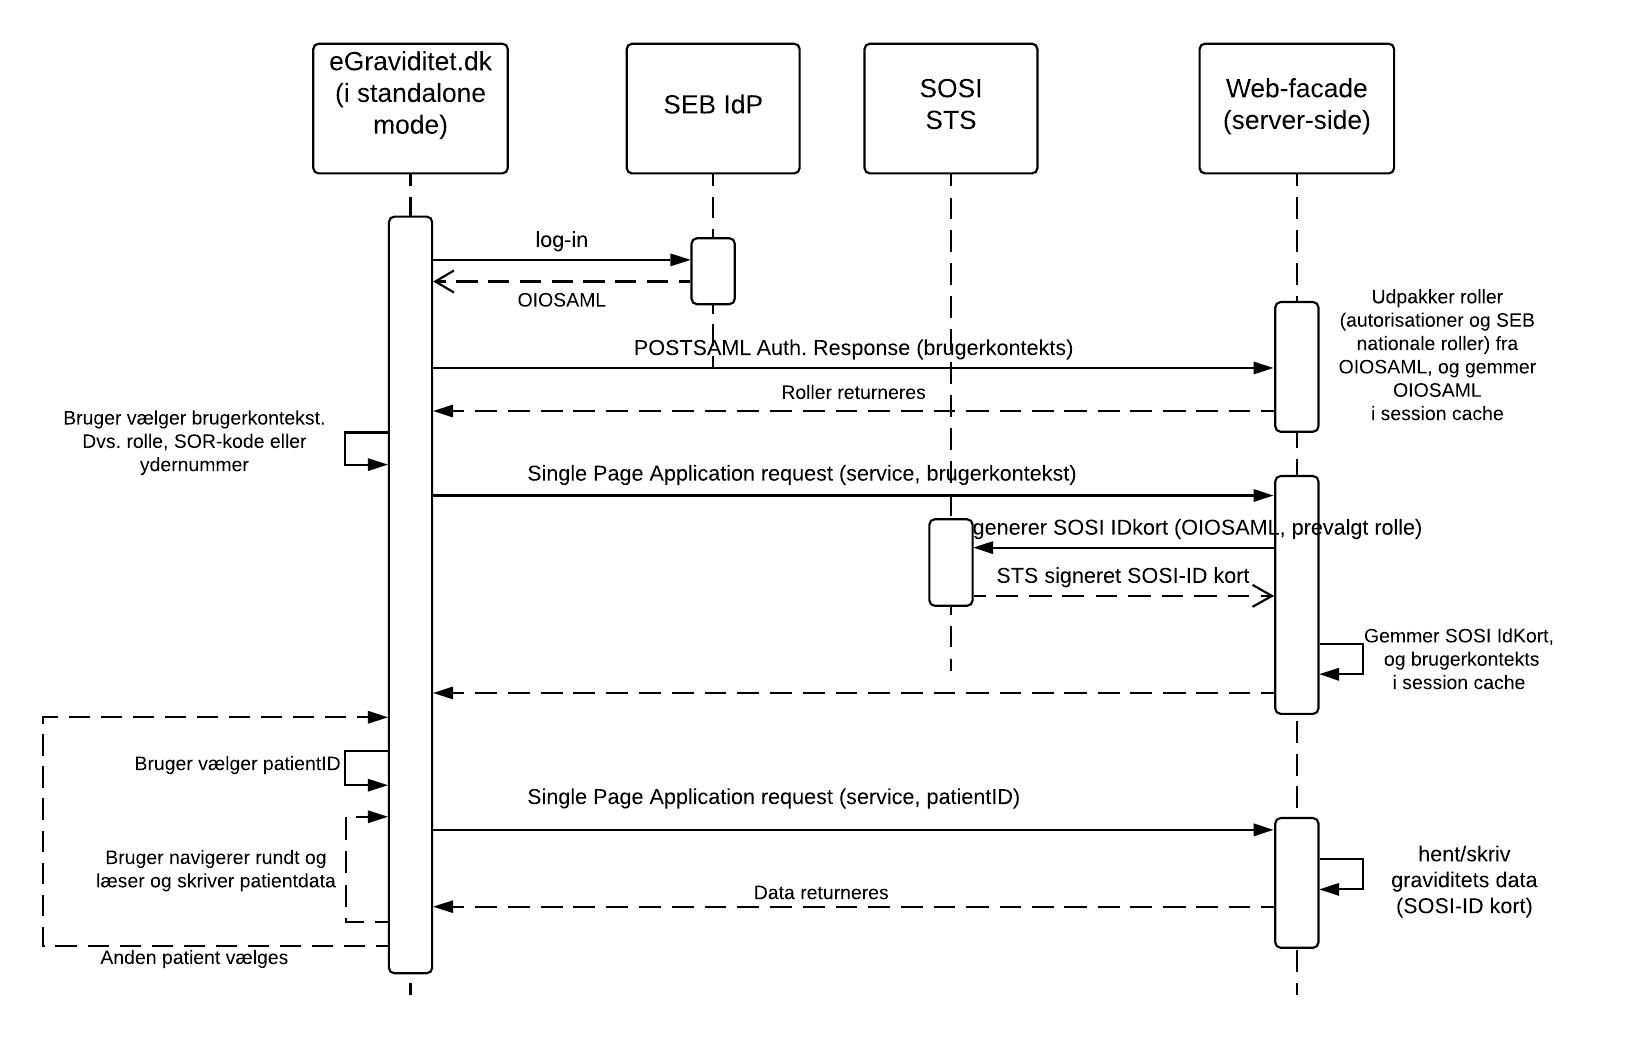 eGraviditet.dk
(i standalone
mode)
SEB IdP
SOSI
STS
Web-facade
(server-side)
log-in
OIOSAML
Udpakker roller
(autorisationer og SEB
nationale roller) fra
OIOSAML, og gemmer
OIOSAML
i session cache
POSTSAML Auth. Response (brugerkontekts)
Roller returneres
Bruger vælger brugerkontekst.
Dvs. rolle, SOR-kode eller
ydernummer
Single Page Application request (service, brugerkontekst)
generer SOSI IDkort (OIOSAML, prevalgt rolle)
STS signeret SOSI-ID kort
Gemmer SOSI IdKort,
og brugerkontekts
i session cache
Bruger vælger patientID
Single Page Application request (service, patientID)
Bruger navigerer rundt og
læser og skriver patientdata
hent/skriv
graviditets data
(SOSI-ID kort)
Data returneres
Anden patient vælges